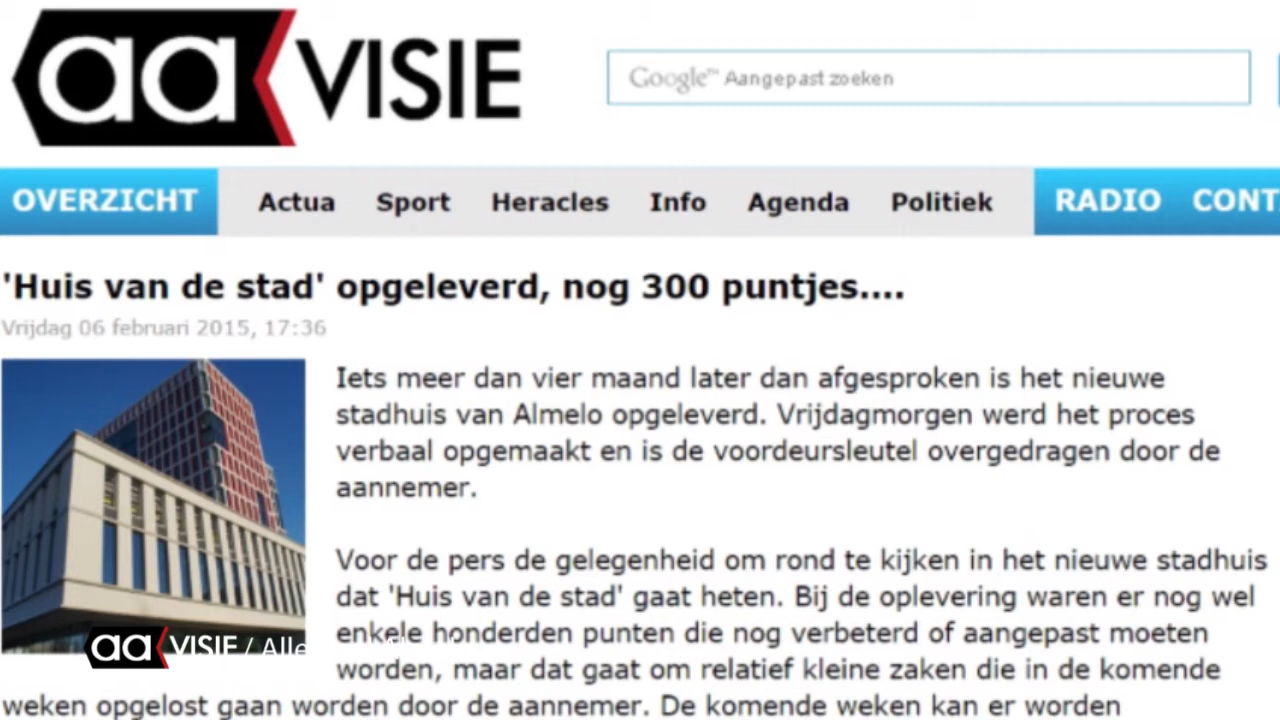 aa VISIE
Google™ Aangepast zoeken
OVERZICHT Actua Sport Heracles Info Agenda Politiek RADIO CONT
'Huis van de stad' opgeleverd, nog 300 puntjes....
Vrijdag 06 februari 2015, 17:36
Iets meer dan vier maand later dan afgesproken is het nieuwe
stadhuis van Almelo opgeleverd. Vrijdagmorgen werd het proces
verbaal opgemaakt en is de voordeursleutel overgedragen door de
aannemer.
Voor de pers de gelegenheid om rond te kijken in het nieuwe stadhuis
dat 'Huis van de stad' gaat heten. Bij de oplevering waren er nog wel
enkele honderden punten die nog verbeterd of aangepast moeten
worden, maar dat gaat om relatief kleine zaken die in de komende
weken opgelost gaan worden door de aannemer. De komende weken kan er worden
aa VISIE / Alle